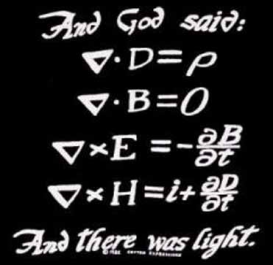 And God said:
∇·D=ρ
∇·B=0
∇×E=-∂B/∂t
∇×H=i+∂D/∂t
And there was light.